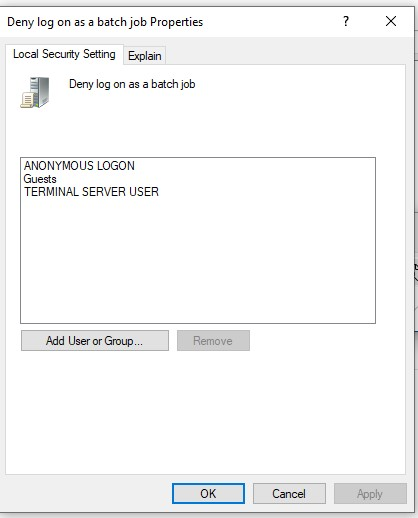 Deny log on as a batch job Properties
?
Local Security Setting
Explain
Deny log on as a batch job
ANONYMOUS LOGON
Guests
TERMINAL SERVER USER
Add User or Group...
Remove
OK
Cancel
Apply